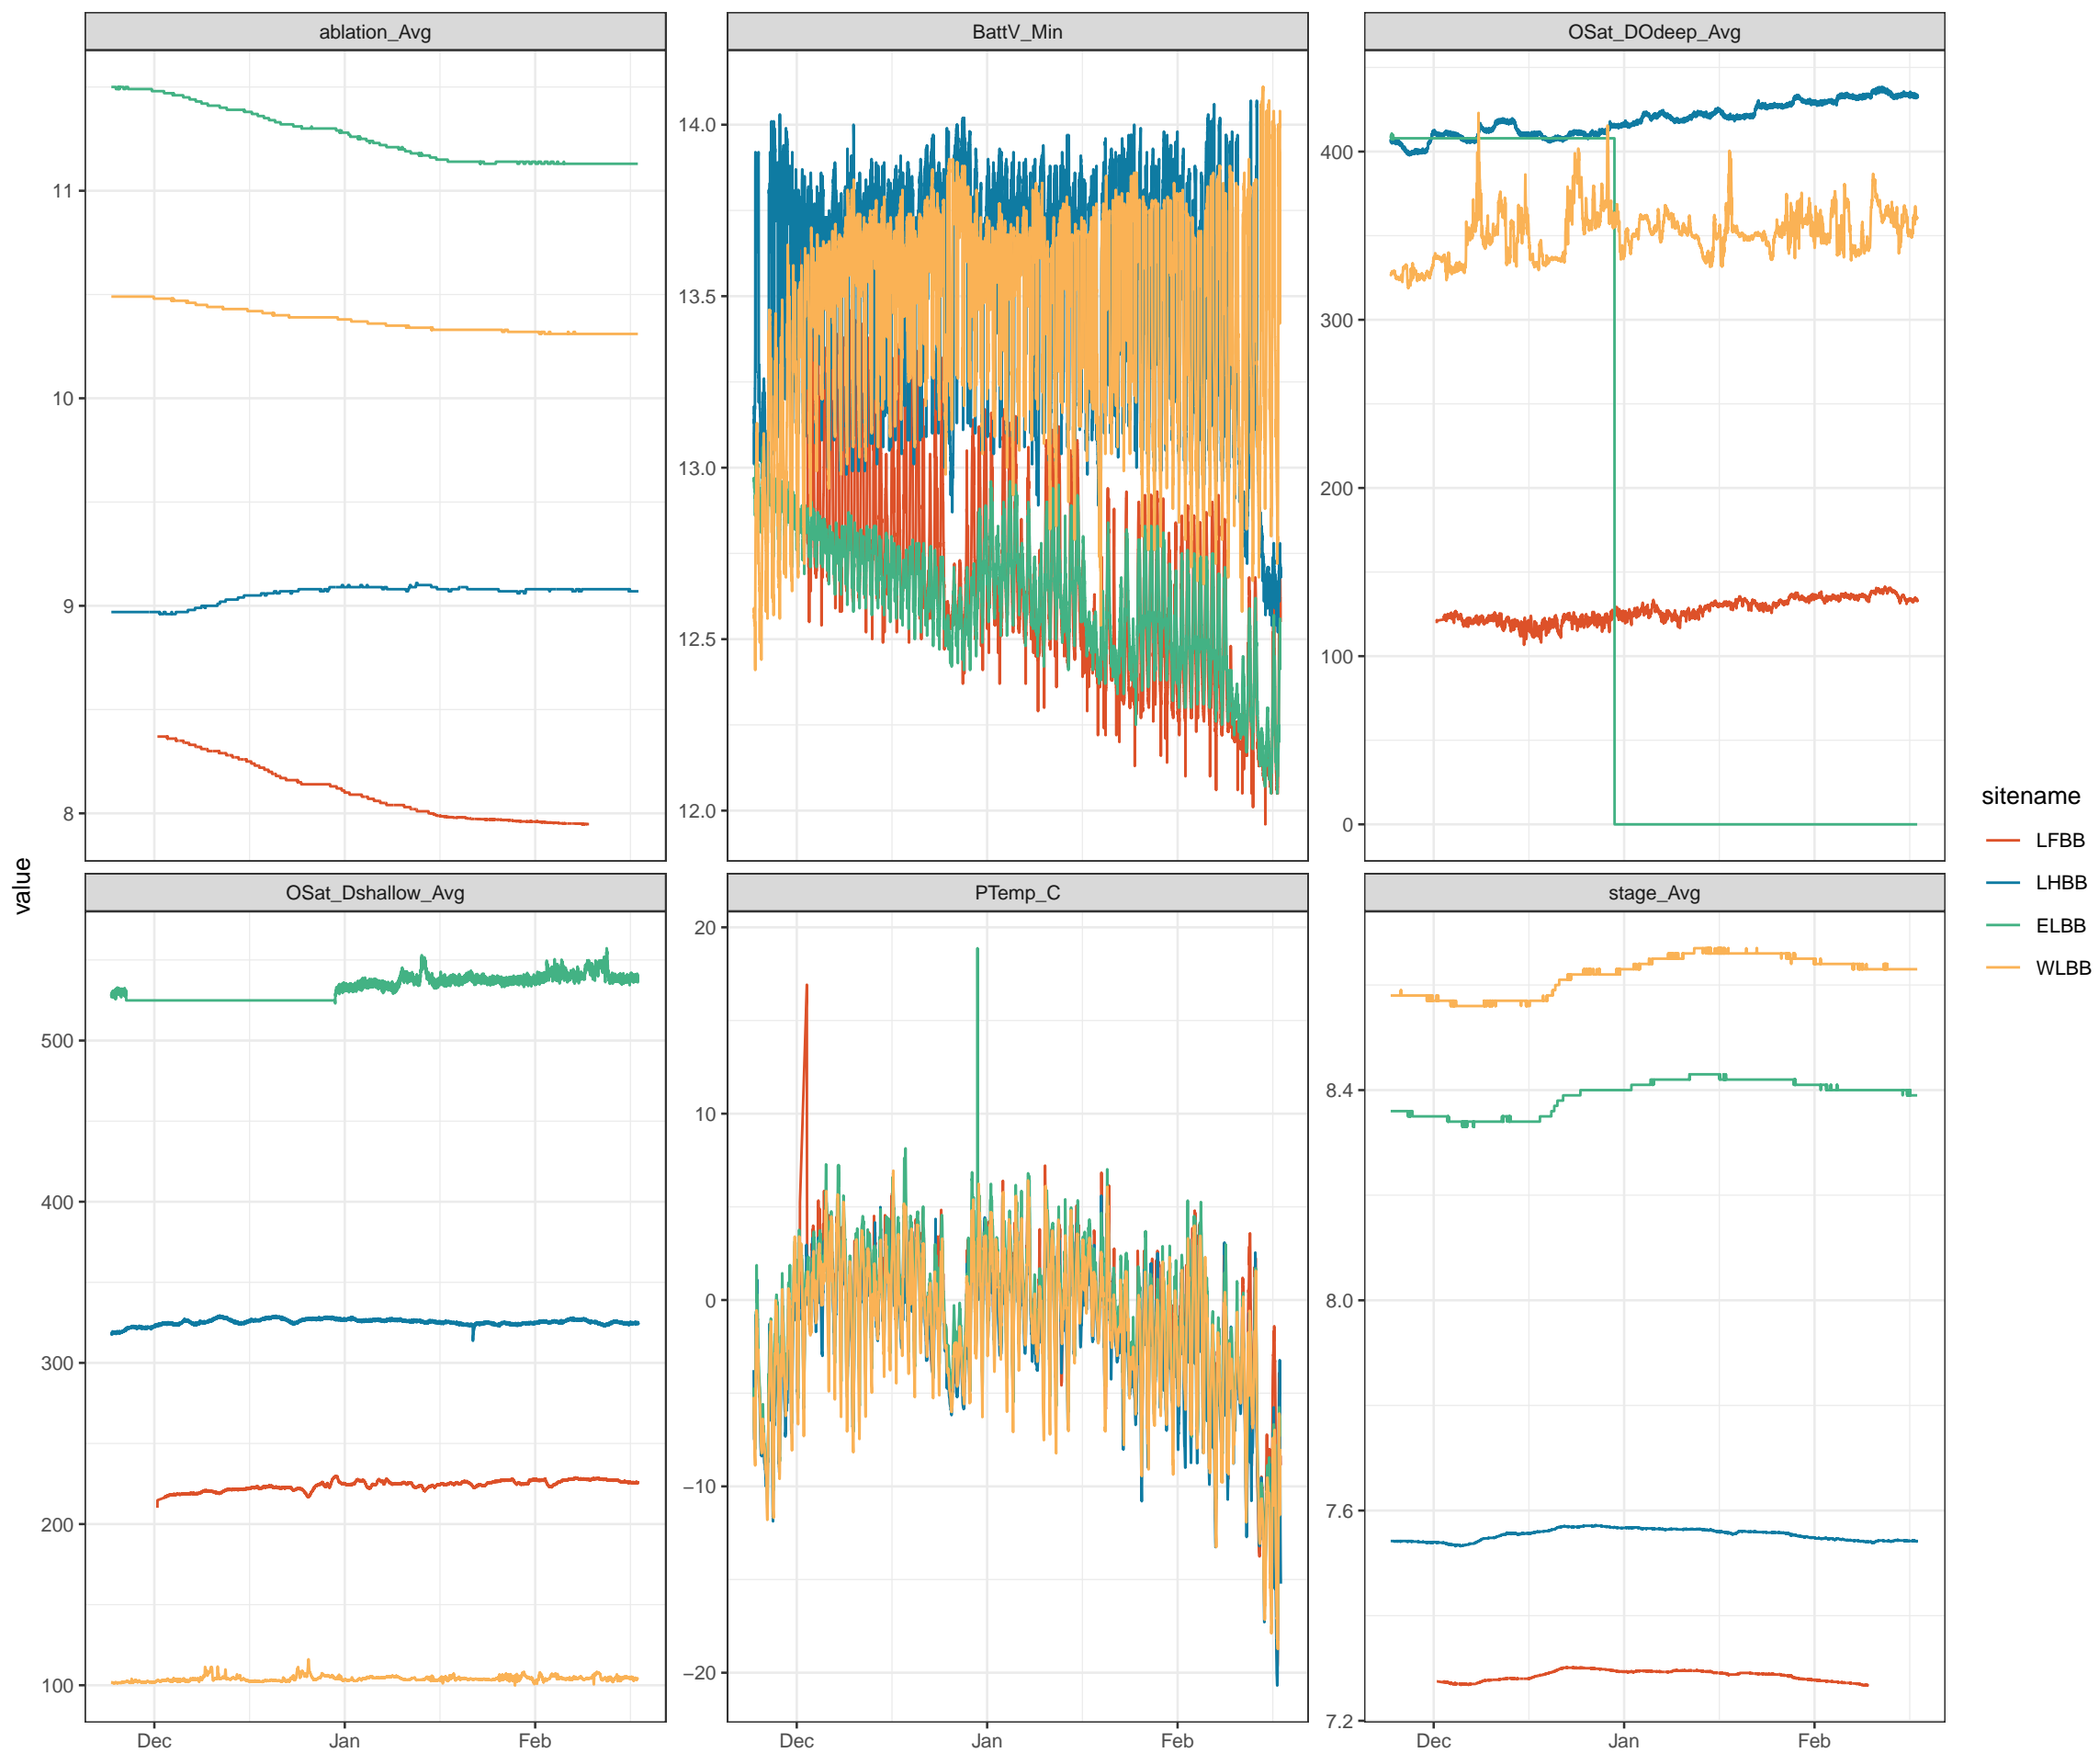 ablation_Avg
BattV_Min
OSat_DOdeep_Avg
11
10
9
8
14.0
13.5
13.0
12.5
12.0
400
300
200
100
0
value
OSat_Dshallow_Avg
PTemp_C
stage_Avg
500
400
300
200
100
20
10
0
−10
−20
8.4
8.0
7.6
7.2
Dec Jan Feb
Dec Jan Feb
Dec Jan Feb
sitename
LFBB
LHBB
ELBB
WLBB